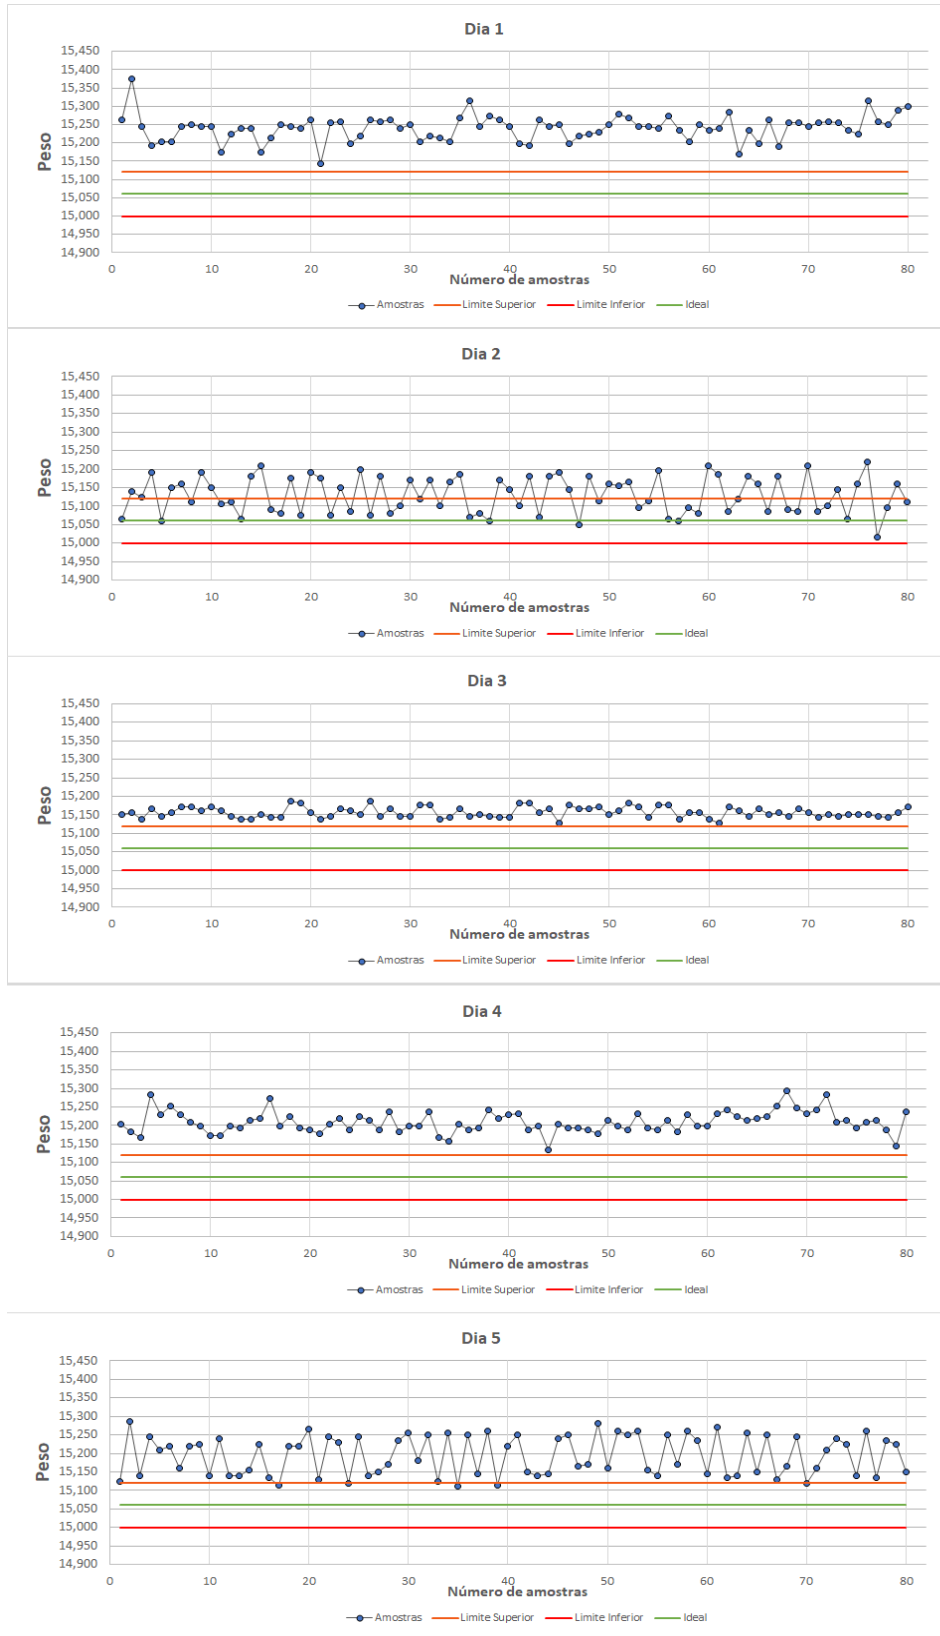 Dia 1
15,450
15,400
15,350
15,300
15,250
15,200
15,150
15,100
15,050
15,000
14,950
14,900
Peso
0 10 20 30 40 50 60 70 80
Número de amostras
Amostras Limite Superior Limite Inferior Ideal
Dia 2
15,450
15,400
15,350
15,300
15,250
15,200
15,150
15,100
15,050
15,000
14,950
14,900
Peso
0 10 20 30 40 50 60 70 80
Número de amostras
Amostras Limite Superior Limite Inferior Ideal
Dia 3
15,450
15,400
15,350
15,300
15,250
15,200
15,150
15,100
15,050
15,000
14,950
14,900
Peso
0 10 20 30 40 50 60 70 80
Número de amostras
Amostras Limite Superior Limite Inferior Ideal
Dia 4
15,450
15,400
15,350
15,300
15,250
15,200
15,150
15,100
15,050
15,000
14,950
14,900
Peso
0 10 20 30 40 50 60 70 80
Número de amostras
Amostras Limite Superior Limite Inferior Ideal
Dia 5
15,450
15,400
15,350
15,300
15,250
15,200
15,150
15,100
15,050
15,000
14,950
14,900
Peso
0 10 20 30 40 50 60 70 80
Número de amostras
Amostras Limite Superior Limite Inferior Ideal